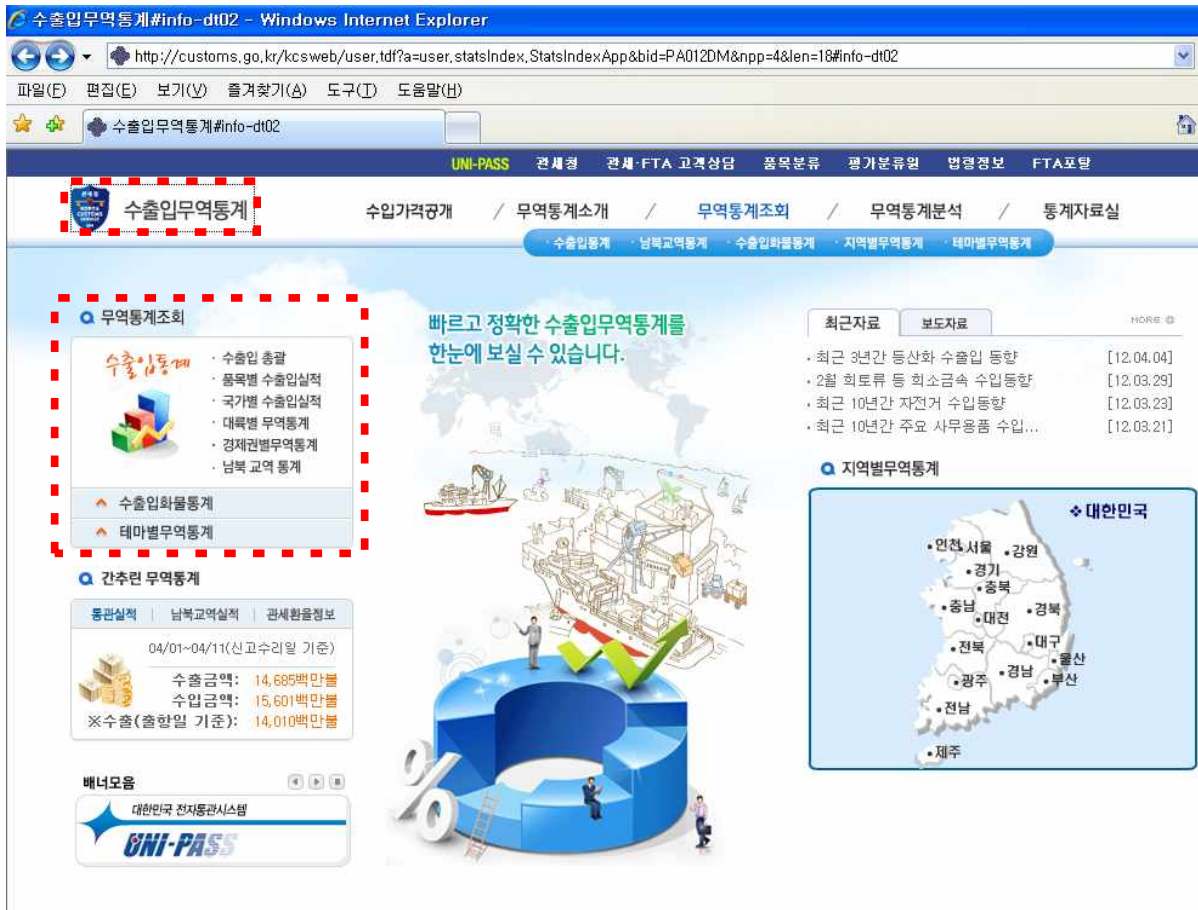 수출입무역통계#info-dt02 - Windows Internet Explorer
http://customs.go.kr/kcsweb/user.tdf?a=user.statsIndex.StatsIndexApp&bid=PA012DM&npp=4&len=18#info-dt02
파일(F) 편집(E) 보기(V) 즐겨찾기(A) 도구(T) 도움말(H)
수출입무역통계#info-dt02
UNI-PASS 관세청 관세·FTA 고객상담 품목분류 평가분류원 법령정보 FTA포탈
관세청
KOREA CUSTOMS SERVICE
수출입무역통계
수입가격공개 / 무역통계소개 / 무역통계조회 / 무역통계분석 / 통계자료실
· 수출입통계 · 남북교역통계 · 수출입화물통계 · 지역별무역통계 · 테마별무역통계
무역통계조회
수출입통계
· 수출입 총괄
· 품목별 수출입실적
· 국가별 수출입실적
· 대륙별 무역통계
· 경제권별무역통계
· 남북 교역 통계
수출입화물통계
테마별무역통계
간추린 무역통계
통관실적 | 남북교역실적 | 관세환율정보
04/01~04/11(신고수리일 기준)
수출금액: 14,685백만불
수입금액: 15,601백만불
※수출(출항일 기준): 14,010백만불
배너모음
대한민국 전자통관시스템
UNI-PASS
빠르고 정확한 수출입무역통계를
한눈에 보실 수 있습니다.
%
최근자료 보도자료 MORE
· 최근 3년간 등산화 수출입 동향 [12.04.04]
· 2월 희토류 등 희소금속 수입동향 [12.03.29]
· 최근 10년간 자전거 수입동향 [12.03.23]
· 최근 10년간 주요 사무용품 수입... [12.03.21]
지역별무역통계
❖대한민국
•인천 서울 •강원
•경기
•충북
•충남 •대전 •경북
•전북 •대구
•울산
•광주 •경남 •부산
•전남
•제주